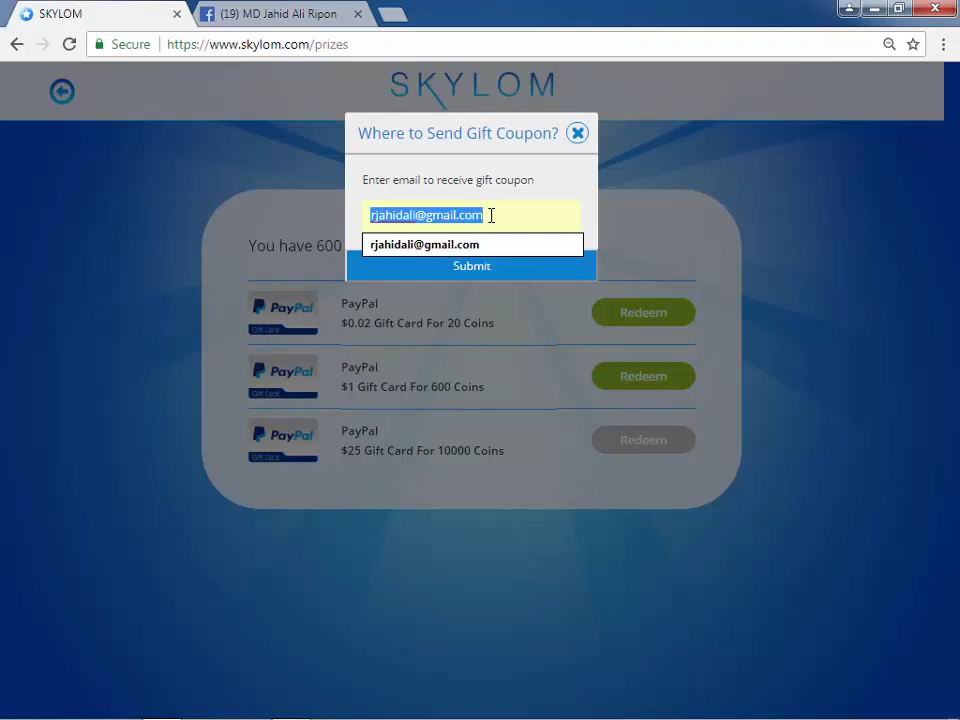 SKYLOM
(19) MD Jahid Ali Ripon
Secure
https://www.skylom.com/prizes
SKYLOM
Where to Send Gift Coupon?
Enter email to receive gift coupon
rjahidali@gmail.com
rjahidali@gmail.com
Submit
You have 600
PayPal
Gift Card
PayPal
$0.02 Gift Card For 20 Coins
Redeem
PayPal
Gift Card
PayPal
$1 Gift Card For 600 Coins
Redeem
PayPal
Gift Card
PayPal
$25 Gift Card For 10000 Coins
Redeem